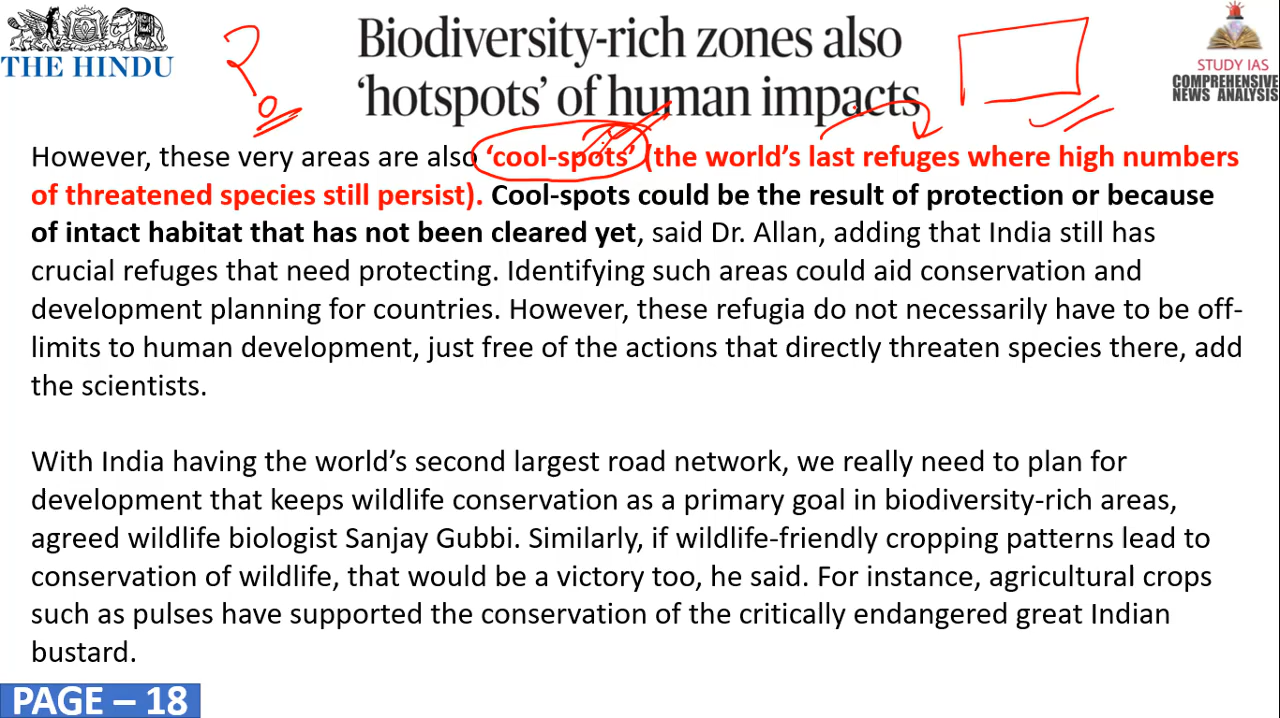 THE HINDU
Biodiversity-rich zones also
‘hotspots’ of human impacts
STUDY IAS
COMPREHENSIVE
NEWS ANALYSIS
However, these very areas are also ‘cool-spots’ (the world’s last refuges where high numbers
of threatened species still persist). Cool-spots could be the result of protection or because
of intact habitat that has not been cleared yet, said Dr. Allan, adding that India still has
crucial refuges that need protecting. Identifying such areas could aid conservation and
development planning for countries. However, these refugia do not necessarily have to be off-
limits to human development, just free of the actions that directly threaten species there, add
the scientists.
With India having the world’s second largest road network, we really need to plan for
development that keeps wildlife conservation as a primary goal in biodiversity-rich areas,
agreed wildlife biologist Sanjay Gubbi. Similarly, if wildlife-friendly cropping patterns lead to
conservation of wildlife, that would be a victory too, he said. For instance, agricultural crops
such as pulses have supported the conservation of the critically endangered great Indian
bustard.
PAGE – 18